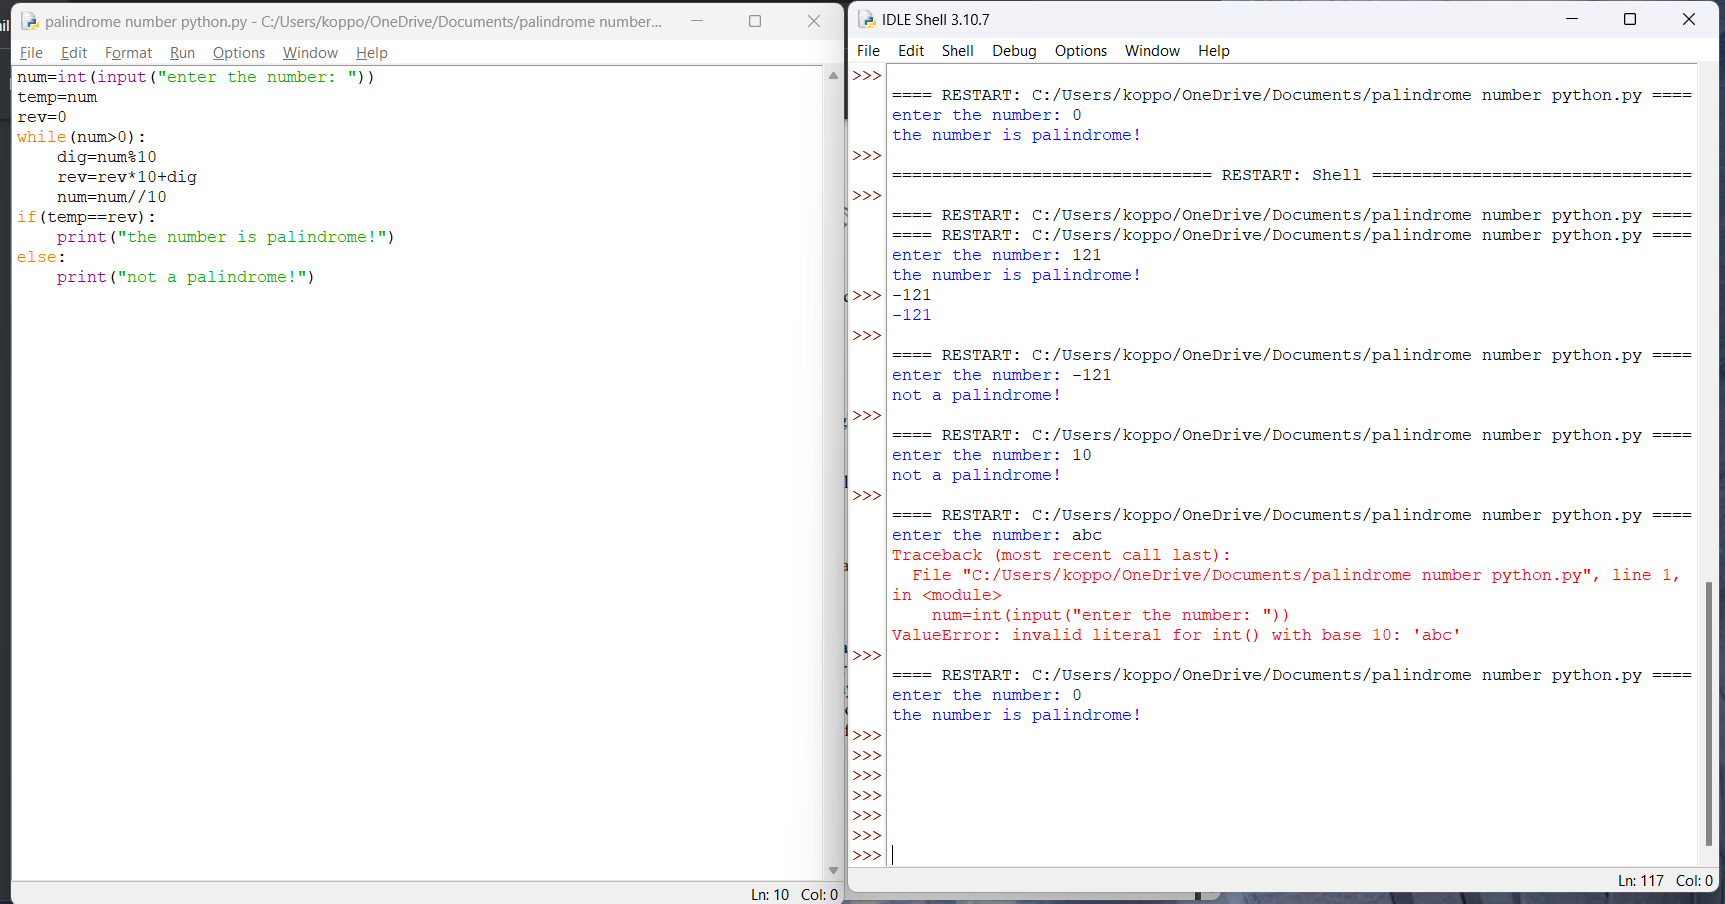 palindrome number python.py - C:/Users/koppo/OneDrive/Documents/palindrome number...
File Edit Format Run Options Window Help
num=int(input("enter the number: "))
temp=num
rev=0
while(num>0):
    dig=num%10
    rev=rev*10+dig
    num=num//10
if(temp==rev):
    print("the number is palindrome!")
else:
    print("not a palindrome!")
Ln: 10 Col: 0
IDLE Shell 3.10.7
File Edit Shell Debug Options Window Help
>>>
==== RESTART: C:/Users/koppo/OneDrive/Documents/palindrome number python.py ====
enter the number: 0
the number is palindrome!
>>>
================================ RESTART: Shell ================================
>>>
==== RESTART: C:/Users/koppo/OneDrive/Documents/palindrome number python.py ====
==== RESTART: C:/Users/koppo/OneDrive/Documents/palindrome number python.py ====
enter the number: 121
the number is palindrome!
>>> -121
-121
>>>
==== RESTART: C:/Users/koppo/OneDrive/Documents/palindrome number python.py ====
enter the number: -121
not a palindrome!
>>>
==== RESTART: C:/Users/koppo/OneDrive/Documents/palindrome number python.py ====
enter the number: 10
not a palindrome!
>>>
==== RESTART: C:/Users/koppo/OneDrive/Documents/palindrome number python.py ====
enter the number: abc
Traceback (most recent call last):
  File "C:/Users/koppo/OneDrive/Documents/palindrome number python.py", line 1,
in <module>
    num=int(input("enter the number: "))
ValueError: invalid literal for int() with base 10: 'abc'
>>>
==== RESTART: C:/Users/koppo/OneDrive/Documents/palindrome number python.py ====
enter the number: 0
the number is palindrome!
>>>
>>>
>>>
>>>
>>>
>>>
>>>
Ln: 117 Col: 0